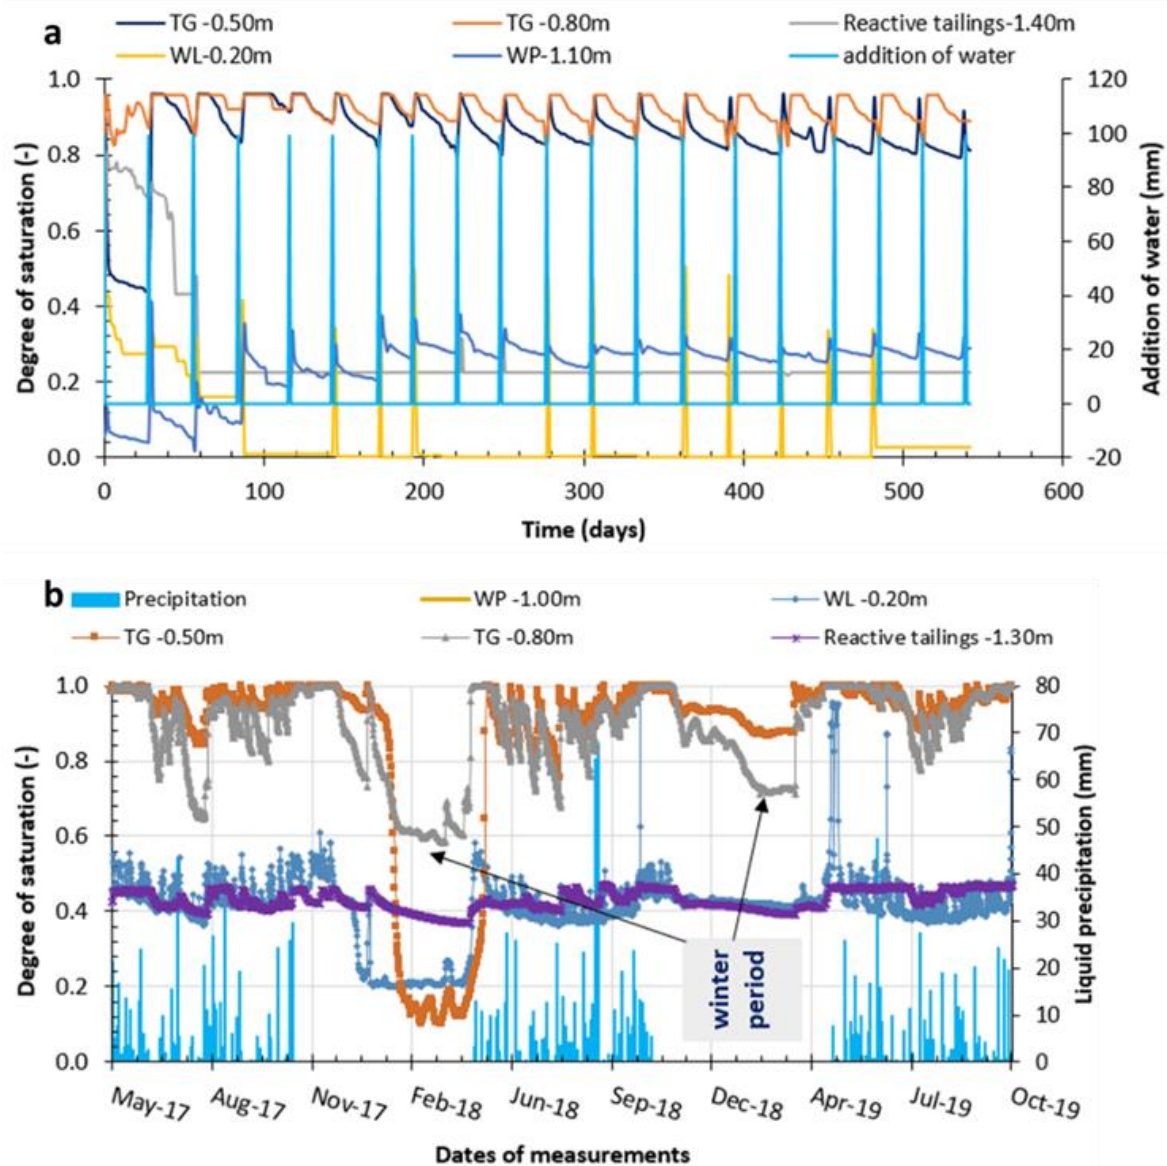 a
TG -0.50m TG -0.80m Reactive tailings-1.40m
WL-0.20m WP-1.10m addition of water
1.0 120
100
0.8 80
0.6 60
40
0.4 20
0.2 0
0.0 -20
0 100 200 300 400 500 600
Degree of saturation (-)
Addition of water (mm)
Time (days)
b
Precipitation WP -1.00m WL -0.20m
TG -0.50m TG -0.80m Reactive tailings -1.30m
1.0 80
70
0.8 60
0.6 50
40
0.4 30
0.2 20
10
0.0 0
Degree of saturation (-)
Liquid precipitation (mm)
winter
period
May-17 Aug-17 Nov-17 Feb-18 Jun-18 Sep-18 Dec-18 Apr-19 Jul-19 Oct-19
Dates of measurements